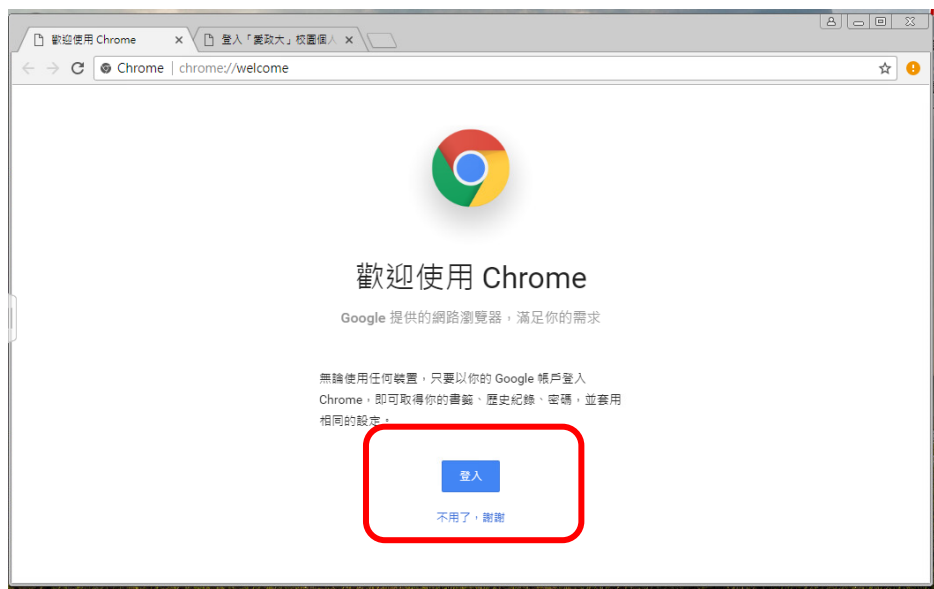 歡迎使用 Chrome
登入「愛政大」校園個人
Chrome | chrome://welcome
歡迎使用 Chrome
Google 提供的網路瀏覽器，滿足你的需求
無論使用任何裝置，只要以你的 Google 帳戶登入
Chrome，即可取得你的書籤、歷史紀錄、密碼，並套用
相同的設定。
登入
不用了，謝謝